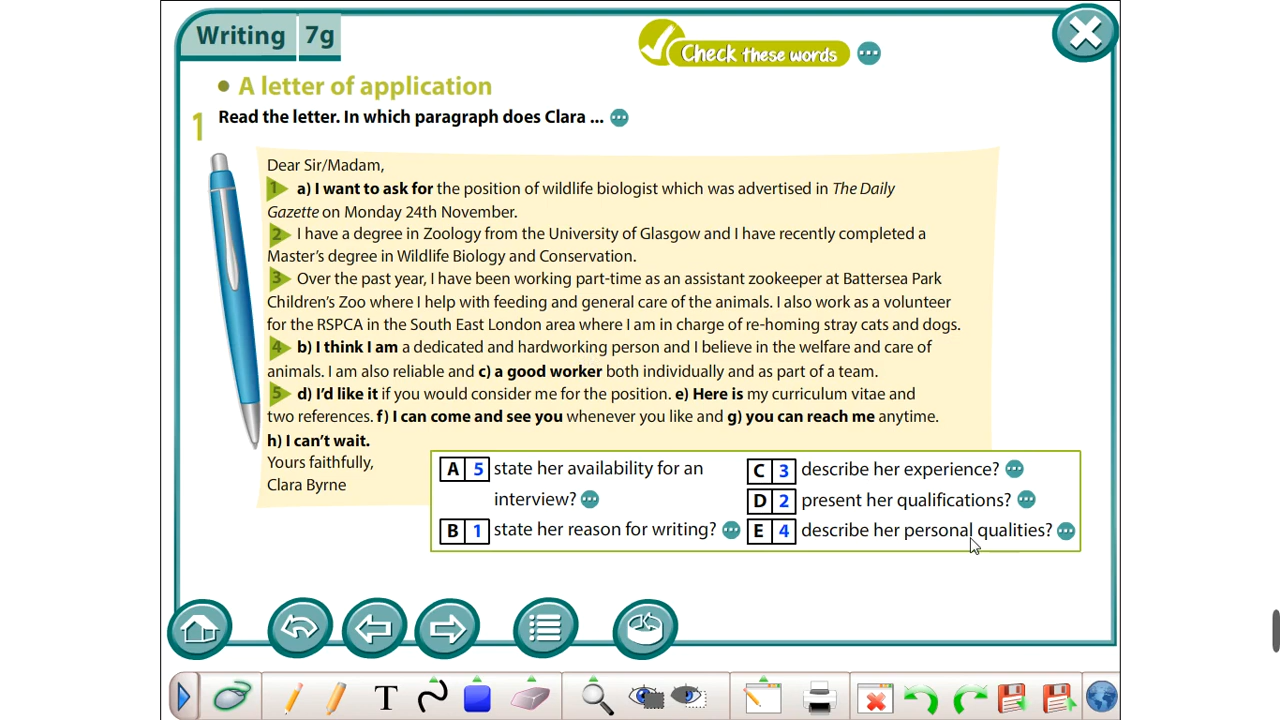 Writing 7g
Check these words
A letter of application
1 Read the letter. In which paragraph does Clara ...
Dear Sir/Madam,
1 a) I want to ask for the position of wildlife biologist which was advertised in The Daily
Gazette on Monday 24th November.
2 I have a degree in Zoology from the University of Glasgow and I have recently completed a
Master's degree in Wildlife Biology and Conservation.
3 Over the past year, I have been working part-time as an assistant zookeeper at Battersea Park
Children's Zoo where I help with feeding and general care of the animals. I also work as a volunteer
for the RSPCA in the South East London area where I am in charge of re-homing stray cats and dogs.
4 b) I think I am a dedicated and hardworking person and I believe in the welfare and care of
animals. I am also reliable and c) a good worker both individually and as part of a team.
5 d) I'd like it if you would consider me for the position. e) Here is my curriculum vitae and
two references. f) I can come and see you whenever you like and g) you can reach me anytime.
h) I can't wait.
Yours faithfully,
Clara Byrne
A 5 state her availability for an
interview?
B 1 state her reason for writing?
C 3 describe her experience?
D 2 present her qualifications?
E 4 describe her personal qualities?
T